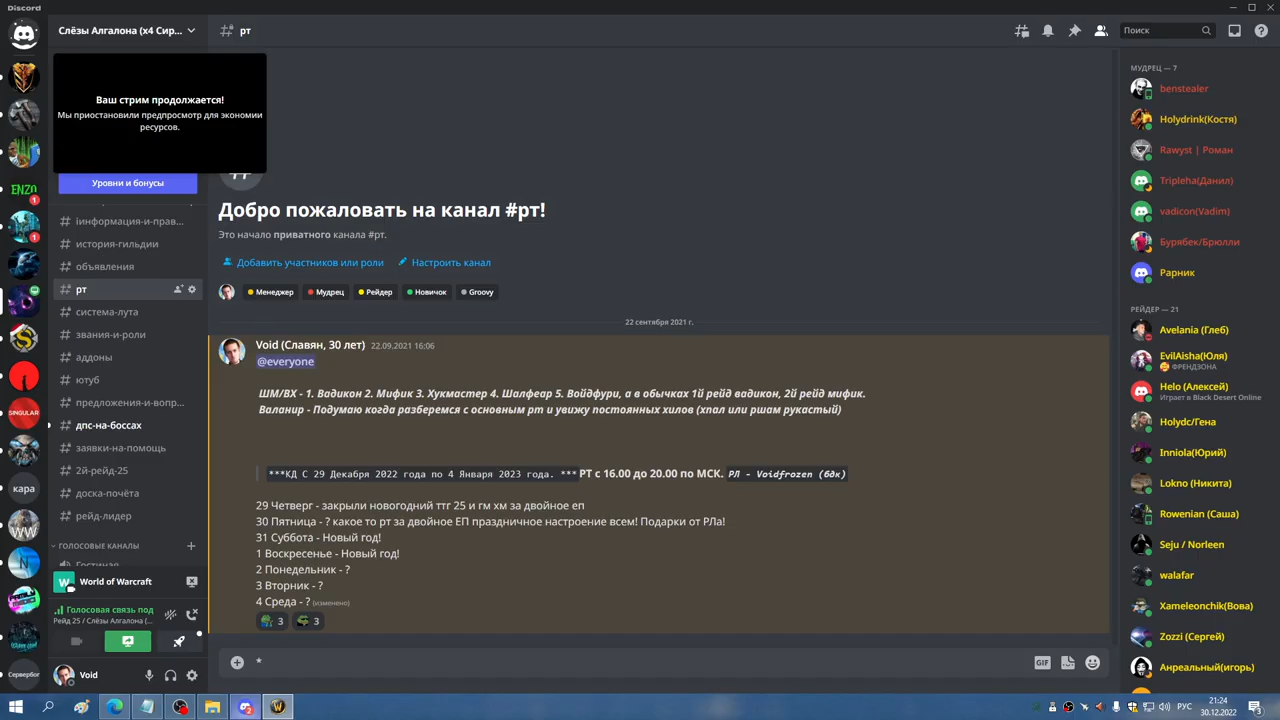 Discord
Слёзы Алгалона (x4 Сир...
рт
Поиск
Ваш стрим продолжается!
Мы приостановили предпросмотр для экономии
ресурсов.
Уровни и бонусы
информация-и-прав...
история-гильдии
объявления
рт
система-лута
звания-и-роли
аддоны
ютуб
предложения-и-вопр...
дпс-на-боссах
заявки-на-помощь
2й-рейд-25
доска-почёта
рейд-лидер
ГОЛОСОВЫЕ КАНАЛЫ
Гостиная
World of Warcraft
Голосовая связь под
Рейд 25 / Слёзы Алгалона (...
Void
ENZO
1
1
SINGULAR
кара
WW
N
Сервербог
Добро пожаловать на канал #рт!
Это начало приватного канала #рт.
Добавить участников или роли
Настроить канал
Менеджер
Мудрец
Рейдер
Новичок
Groovy
22 сентября 2021 г.
Void (Славян, 30 лет) 22.09.2021 16:06
@everyone
ШМ/ВХ - 1. Вадикон 2. Мифик 3. Хукмастер 4. Шалфеар 5. Войдфури, а в обычках 1й рейд вадикон, 2й рейд мифик.
Валанир - Подумаю когда разберемся с основным рт и увижу постоянных хилов (хпал или ршам рукастый)
***КД С 29 Декабря 2022 года по 4 Января 2023 года. *** РТ с 16.00 до 20.00 по МСК. РЛ - Voidfrozen (бдк)
29 Четверг - закрыли новогодний ттг 25 и гм хм за двойное еп
30 Пятница - ? какое то рт за двойное ЕП праздничное настроение всем! Подарки от РЛа!
31 Суббота - Новый год!
1 Воскресенье - Новый год!
2 Понедельник - ?
3 Вторник - ?
4 Среда - ? (изменено)
3
3
*
GIF
МУДРЕЦ — 7
benstealer
Holydrink(Костя)
Rawyst | Роман
Tripleha(Данил)
vadicon(Vadim)
Бурябек/Брюлли
Рарник
РЕЙДЕР — 21
Avelania (Глеб)
EvilAisha(Юля)
ФРЕНДЗОНА
Helo (Алексей)
Играет в Black Desert Online
Holydc/Гена
Inniola(Юрий)
Lokno (Никита)
Rowenian (Саша)
Seju / Norleen
walafar
Xameleonchik(Вова)
Zozzi (Сергей)
Анреальный(игорь)
РУС
21:24
30.12.2022
3